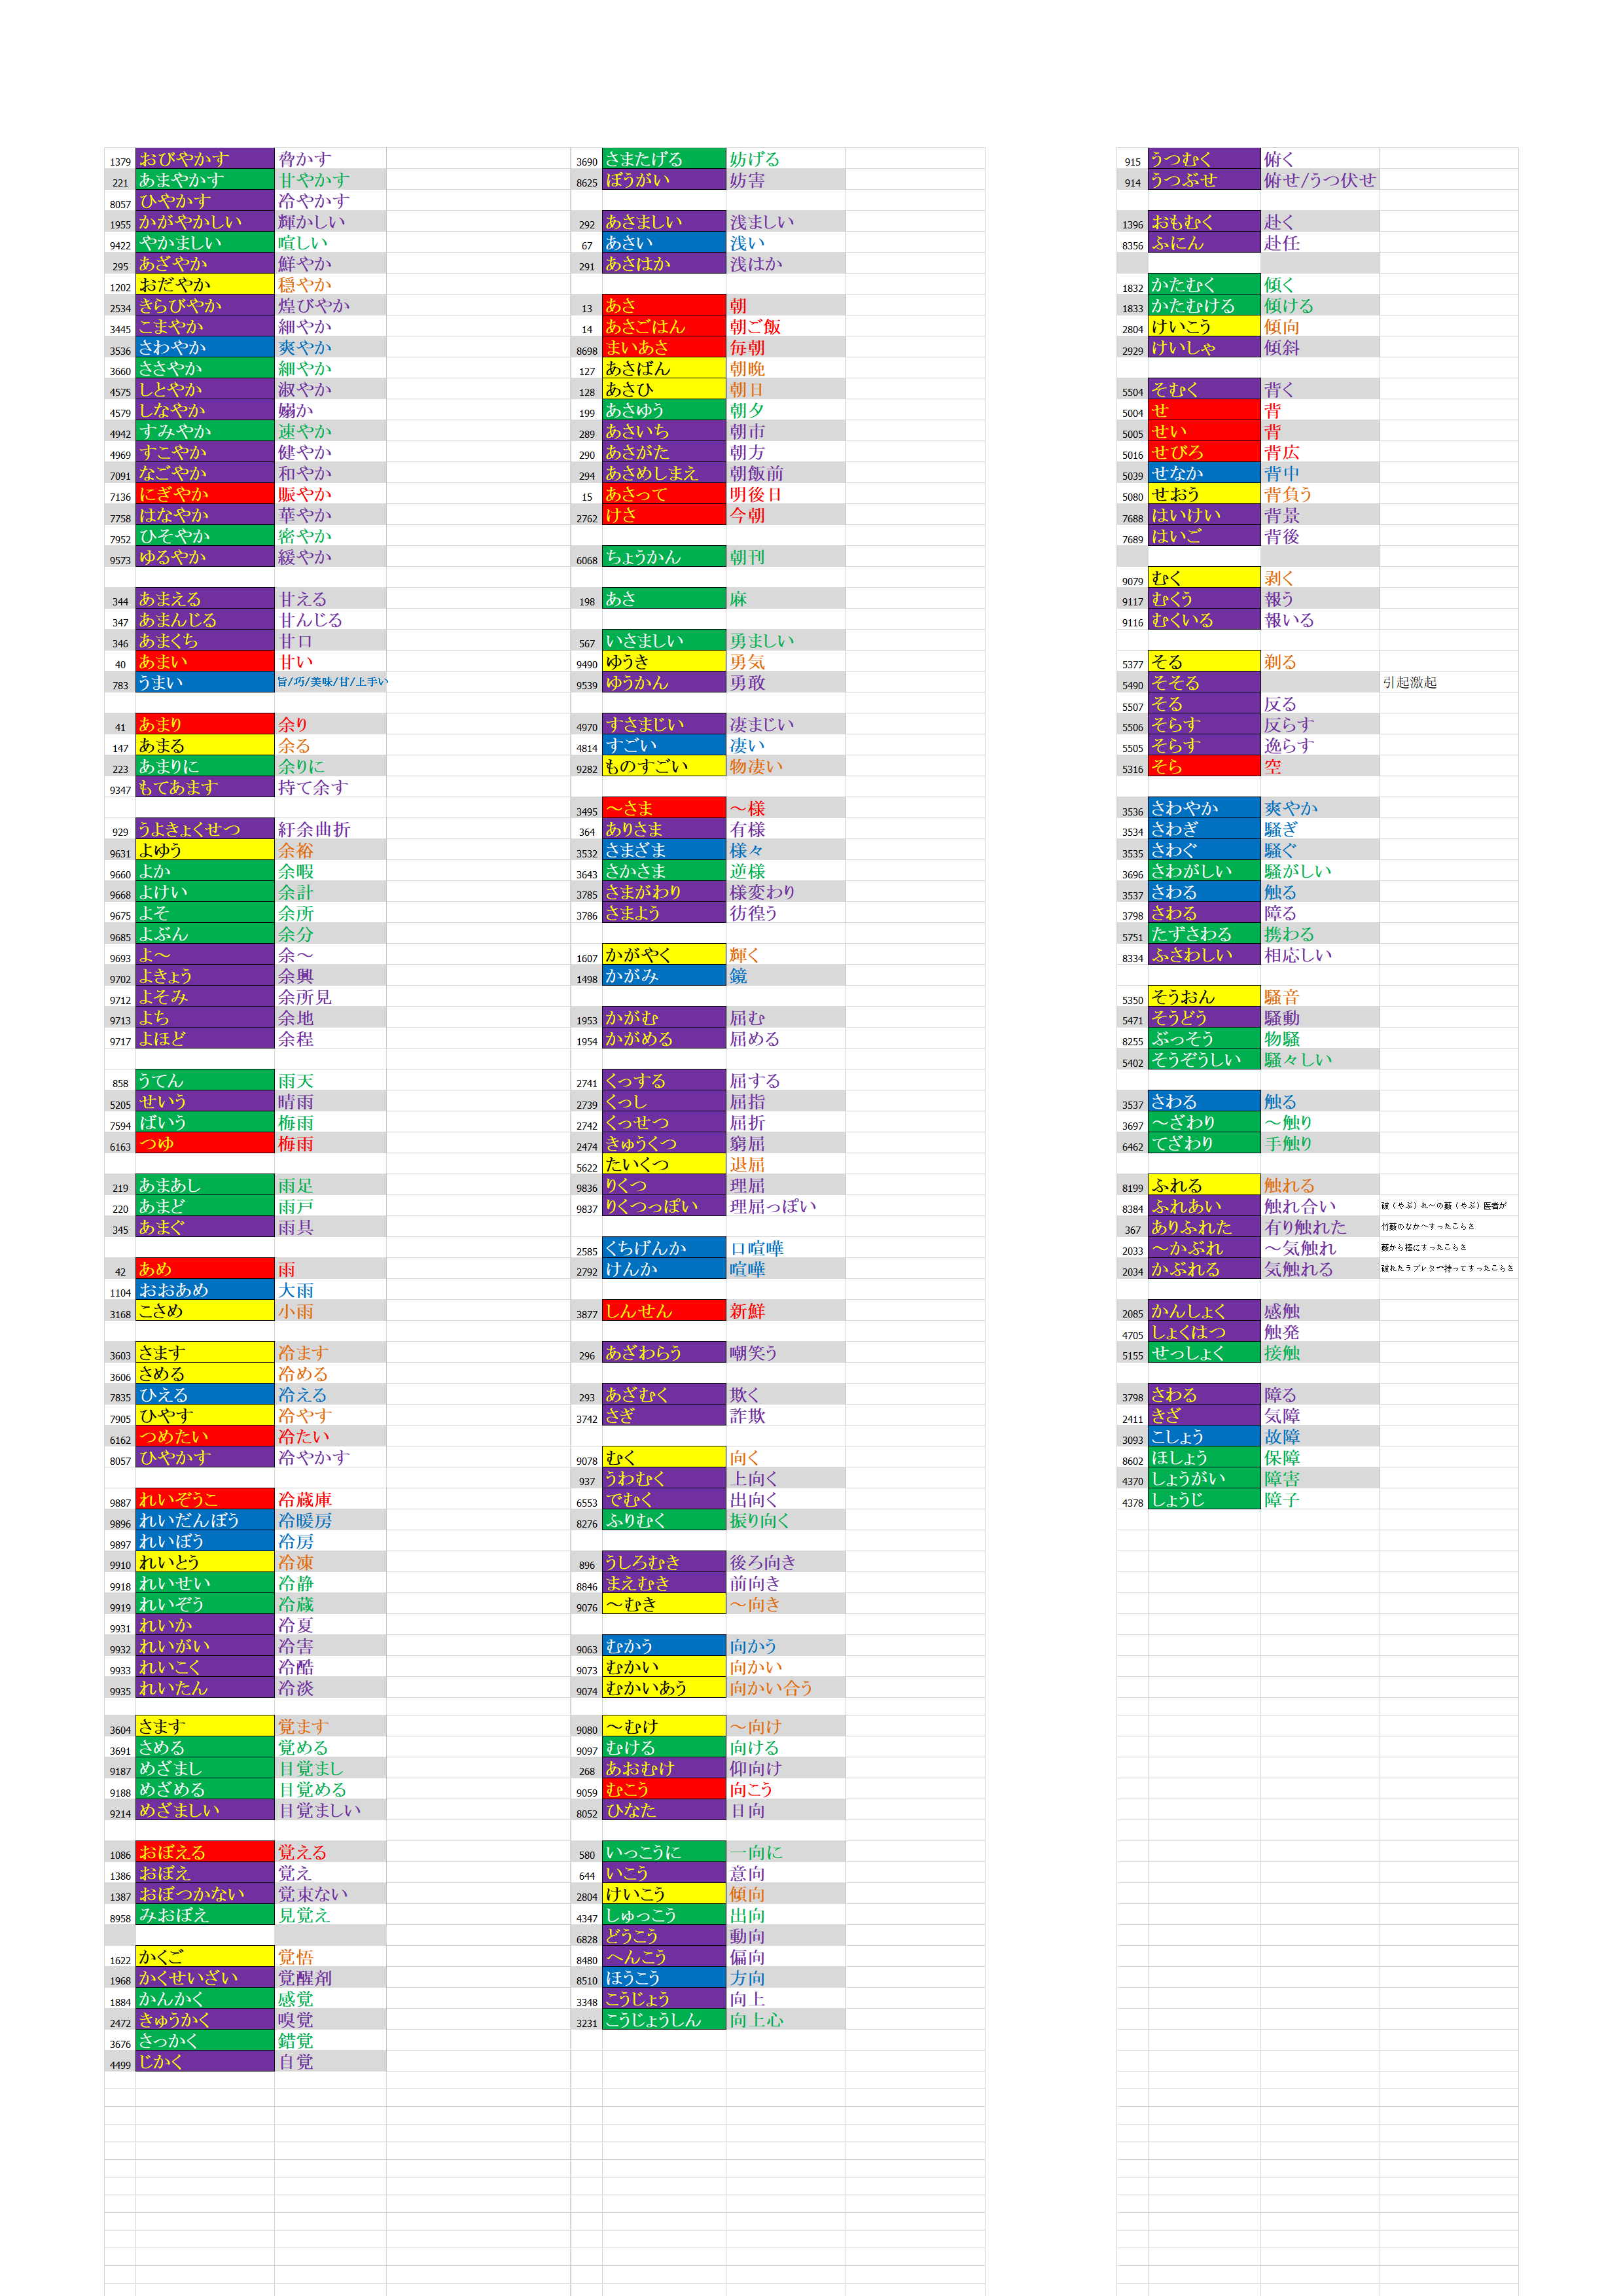 1379 おびやかす 脅かす
221 あまやかす 甘やかす
8057 ひやかす 冷やかす
1955 かがやかしい 輝かしい
9422 やかましい 喧しい
295 あざやか 鮮やか
1202 おだやか 穏やか
2534 きらびやか 煌びやか
3445 こまやか 細やか
3536 さわやか 爽やか
3660 ささやか 細やか
4575 しとやか 淑やか
4579 しなやか 嫋か
4942 すみやか 速やか
4969 すこやか 健やか
7091 なごやか 和やか
7136 にぎやか 賑やか
7758 はなやか 華やか
7952 ひそやか 密やか
9573 ゆるやか 緩やか
344 あまえる 甘える
347 あまんじる 甘んじる
346 あまくち 甘口
40 あまい 甘い
783 うまい 旨/巧/美味/甘/上手い
41 あまり 余り
147 あまる 余る
223 あまりに 余りに
9347 もてあます 持て余す
929 うよきょくせつ 紆余曲折
9631 よゆう 余裕
9660 よか 余暇
9668 よけい 余計
9675 よそ 余所
9685 よぶん 余分
9693 よ～ 余～
9702 よきょう 余興
9712 よそみ 余所見
9713 よち 余地
9717 よほど 余程
858 うてん 雨天
5205 せいう 晴雨
7594 ばいう 梅雨
6163 つゆ 梅雨
219 あまあし 雨足
220 あまど 雨戸
345 あまぐ 雨具
42 あめ 雨
1104 おおあめ 大雨
3168 こさめ 小雨
3603 さます 冷ます
3606 さめる 冷める
7835 ひえる 冷える
7905 ひやす 冷やす
6162 つめたい 冷たい
8057 ひやかす 冷やかす
9887 れいぞうこ 冷蔵庫
9896 れいだんぼう 冷暖房
9897 れいぼう 冷房
9910 れいとう 冷凍
9918 れいせい 冷静
9919 れいぞう 冷蔵
9931 れいか 冷夏
9932 れいがい 冷害
9933 れいこく 冷酷
9935 れいたん 冷淡
3604 さます 覚ます
3691 さめる 覚める
9187 めざまし 目覚まし
9188 めざめる 目覚める
9214 めざましい 目覚ましい
1086 おぼえる 覚える
1386 おぼえ 覚え
1387 おぼつかない 覚束ない
8958 みおぼえ 見覚え
1622 かくご 覚悟
1968 かくせいざい 覚醒剤
1884 かんかく 感覚
2472 きゅうかく 嗅覚
3676 さっかく 錯覚
4499 じかく 自覚
3690 さまたげる 妨げる
8625 ぼうがい 妨害
292 あさましい 浅ましい
67 あさい 浅い
291 あさはか 浅はか
13 あさ 朝
14 あさごはん 朝ご飯
8698 まいあさ 毎朝
127 あさばん 朝晩
128 あさひ 朝日
199 あさゆう 朝夕
289 あさいち 朝市
290 あさがた 朝方
294 あさめしまえ 朝飯前
15 あさって 明後日
2762 けさ 今朝
6068 ちょうかん 朝刊
198 あさ 麻
567 いさましい 勇ましい
9490 ゆうき 勇気
9539 ゆうかん 勇敢
4970 すさまじい 凄まじい
4814 すごい 凄い
9282 ものすごい 物凄い
3495 ～さま ～様
364 ありさま 有様
3532 さまざま 様々
3643 さかさま 逆様
3785 さまがわり 様変わり
3786 さまよう 彷徨う
1607 かがやく 輝く
1498 かがみ 鏡
1953 かがむ 屈む
1954 かがめる 屈める
2741 くっする 屈する
2739 くっし 屈指
2742 くっせつ 屈折
2474 きゅうくつ 窮屈
5622 たいくつ 退屈
9836 りくつ 理屈
9837 りくつっぽい 理屈っぽい
2585 くちげんか 口喧嘩
2792 けんか 喧嘩
3877 しんせん 新鮮
296 あざわらう 嘲笑う
293 あざむく 欺く
3742 さぎ 詐欺
9078 むく 向く
937 うわむく 上向く
6553 でむく 出向く
8276 ふりむく 振り向く
896 うしろむき 後ろ向き
8846 まえむき 前向き
9076 ～むき ～向き
9063 むかう 向かう
9073 むかい 向かい
9074 むかいあう 向かい合う
9080 ～むけ ～向け
9097 むける 向ける
268 あおむけ 仰向け
9059 むこう 向こう
8052 ひなた 日向
580 いっこうに 一向に
644 いこう 意向
2804 けいこう 傾向
4347 しゅっこう 出向
6828 どうこう 動向
8480 へんこう 偏向
8510 ほうこう 方向
3348 こうじょう 向上
3231 こうじょうしん 向上心
915 うつむく 俯く
914 うつぶせ 俯せ/うつ伏せ
1396 おもむく 赴く
8356 ふにん 赴任
1832 かたむく 傾く
1833 かたむける 傾ける
2804 けいこう 傾向
2929 けいしゃ 傾斜
5504 そむく 背く
5004 せ 背
5005 せい 背
5016 せびろ 背広
5039 せなか 背中
5080 せおう 背負う
7688 はいけい 背景
7689 はいご 背後
9079 むく 剥く
9117 むくう 報う
9116 むくいる 報いる
5377 そる 剃る
5490 そそる 引起激起
5507 そる 反る
5506 そらす 反らす
5505 そらす 逸らす
5316 そら 空
3536 さわやか 爽やか
3534 さわぎ 騒ぎ
3535 さわぐ 騒ぐ
3696 さわがしい 騒がしい
3537 さわる 触る
3798 さわる 障る
5751 たずさわる 携わる
8334 ふさわしい 相応しい
5350 そうおん 騒音
5471 そうどう 騒動
8255 ぶっそう 物騒
5402 そうぞうしい 騒々しい
3537 さわる 触る
3697 ～ざわり ～触り
6462 てざわり 手触り
8199 ふれる 触れる
8384 ふれあい 触れ合い 破（やぶ）れ～の藪（やぶ）医者が
367 ありふれた 有り触れた 竹藪のなかへすったこらさ
2033 ～かぶれ ～気触れ 藪から棒にすったこらさ
2034 かぶれる 気触れる 破れたラブレター持ってすったこらさ
2085 かんしょく 感触
4705 しょくはつ 触発
5155 せっしょく 接触
3798 さわる 障る
2411 きざ 気障
3093 こしょう 故障
8602 ほしょう 保障
4370 しょうがい 障害
4378 しょうじ 障子